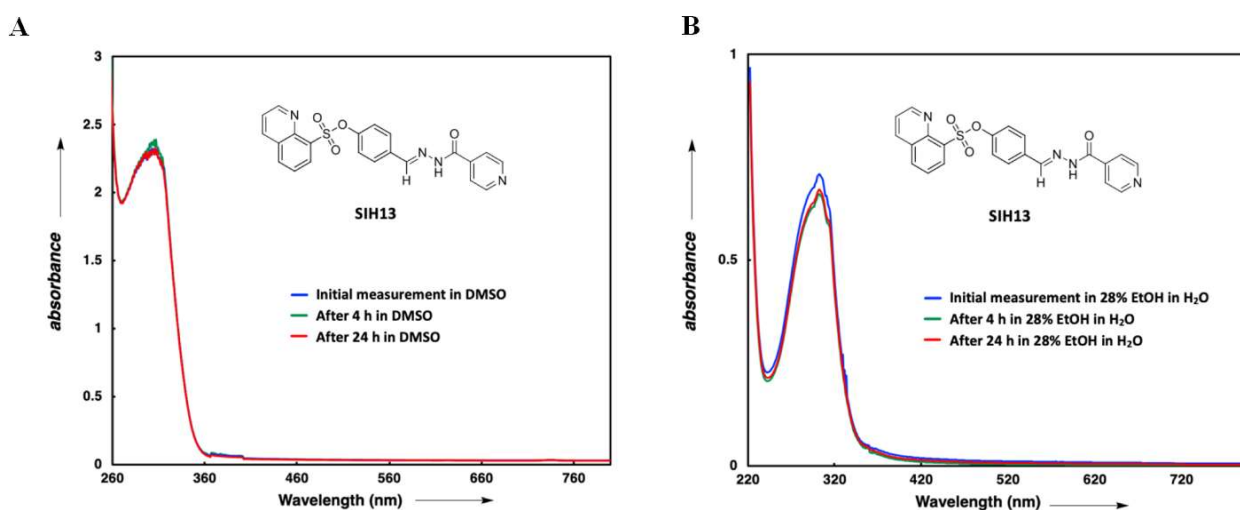 A
3
2.5
2
1.5
1
0.5
0
absorbance
260
360
460
560
660
760
Wavelength (nm)
N
O
O
S
O
H
N
N
H
O
N
SIH13
Initial measurement in DMSO
After 4 h in DMSO
After 24 h in DMSO
B
1
0.5
0
absorbance
220
320
420
520
620
720
Wavelength (nm)
N
O
O
S
O
H
N
N
H
O
N
SIH13
Initial measurement in 28% EtOH in H₂O
After 4 h in 28% EtOH in H₂O
After 24 h in 28% EtOH in H₂O